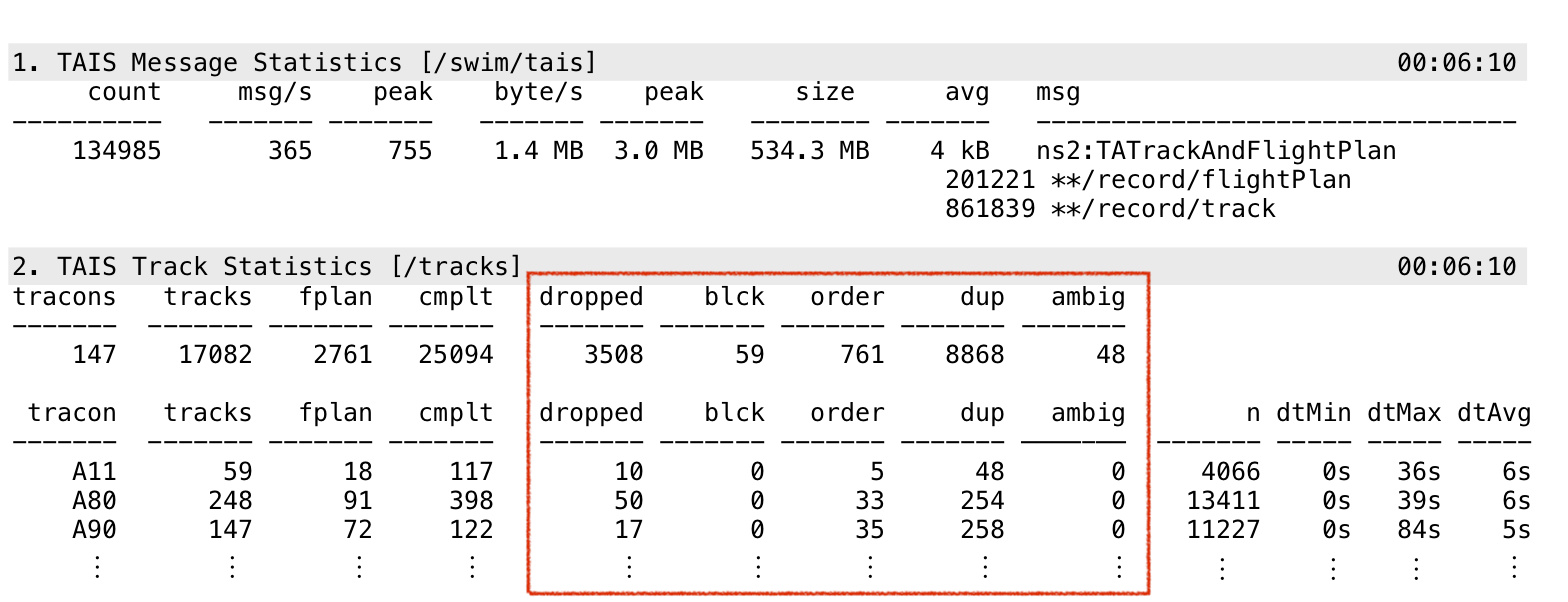 1. TAIS Message Statistics [/swim/tais] 00:06:10
count msg/s peak byte/s peak size avg msg
---------- ------- ------- ------- ------- -------- ------- --------------------------------
134985 365 755 1.4 MB 3.0 MB 534.3 MB 4 kB ns2:TATrackAndFlightPlan
201221 **/record/flightPlan
861839 **/record/track
2. TAIS Track Statistics [/tracks] 00:06:10
tracons tracks fplan cmplt dropped blck order dup ambig
------- ------- ------- ------- ------- ------- ------- ------- -------
147 17082 2761 25094 3508 59 761 8868 48
tracon tracks fplan cmplt dropped blck order dup ambig n dtMin dtMax dtAvg
------- ------- ------- ------- ------- ------- ------- ------- ------- ------- ----- ----- -----
A11 59 18 117 10 0 5 48 0 4066 0s 36s 6s
A80 248 91 398 50 0 33 254 0 13411 0s 39s 6s
A90 147 72 122 17 0 35 258 0 11227 0s 84s 5s
⋮ ⋮ ⋮ ⋮ ⋮ ⋮ ⋮ ⋮ ⋮ ⋮ ⋮ ⋮ ⋮